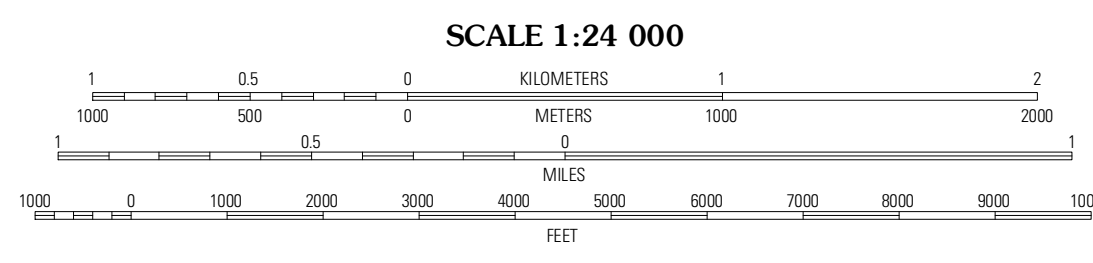 SCALE 1:24 000
1 0.5 0 KILOMETERS 1 2
1000 500 0 METERS 1000 2000
1 0.5 0 1
MILES
1000 0 1000 2000 3000 4000 5000 6000 7000 8000 9000 100
FEET